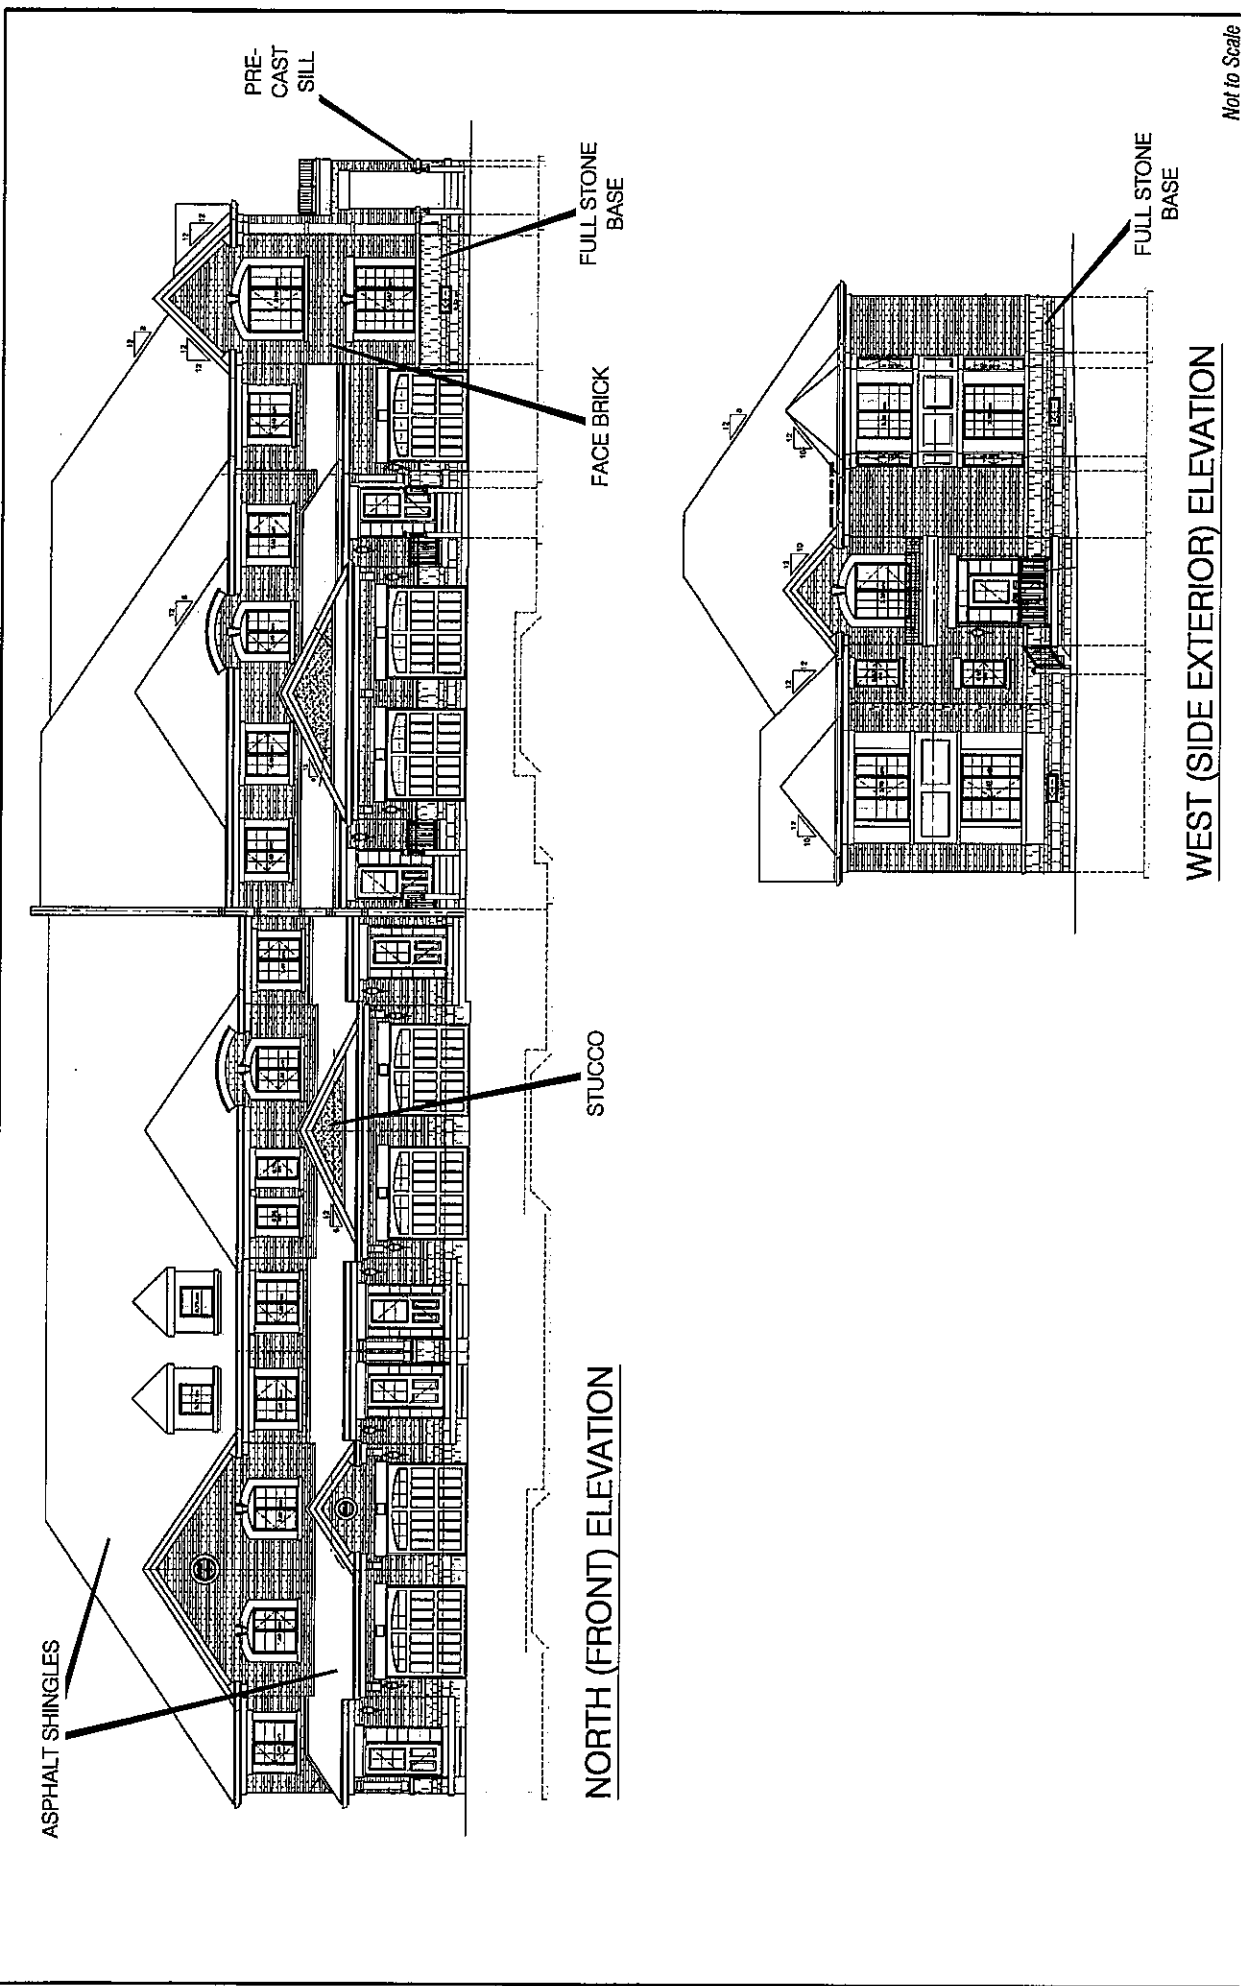 ASPHALT SHINGLES
PRE-
CAST
SILL
FULL STONE
BASE
FACE BRICK
STUCCO
NORTH (FRONT) ELEVATION
FULL STONE
BASE
WEST (SIDE EXTERIOR) ELEVATION
Not to Scale